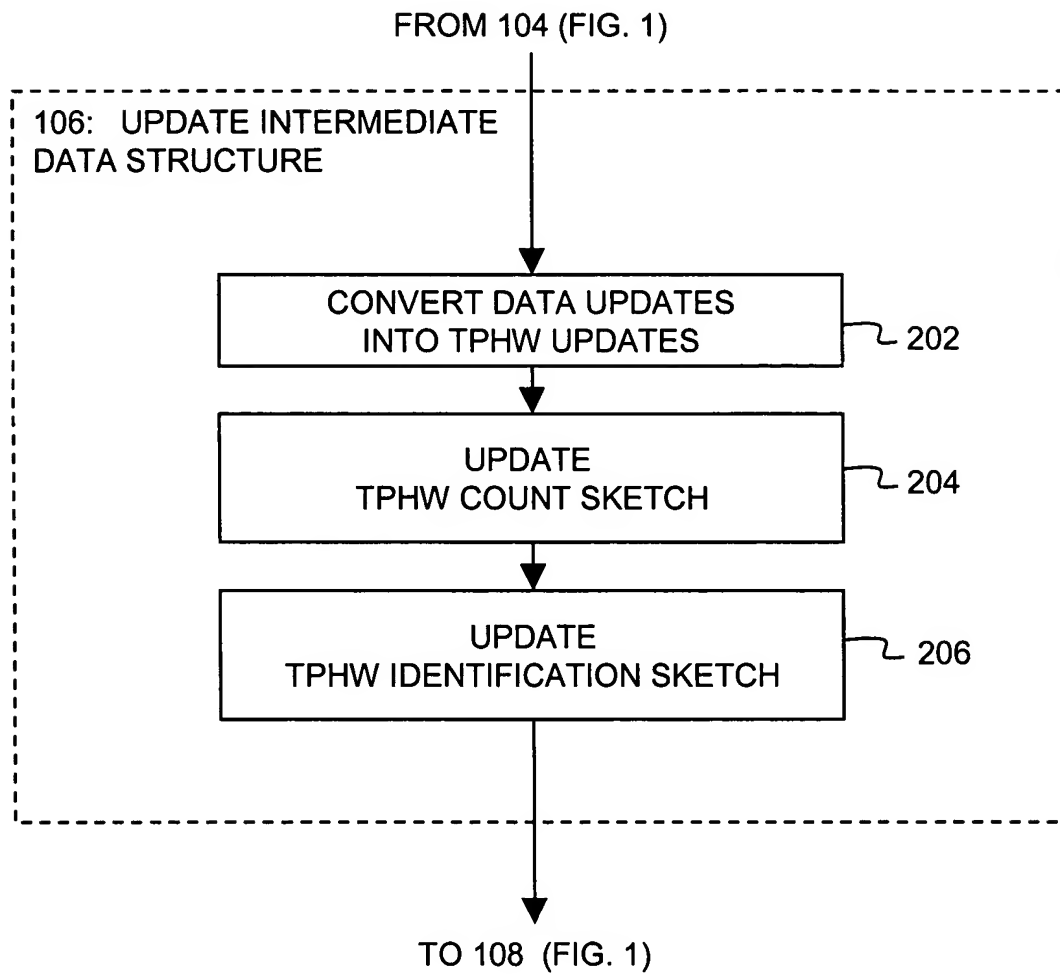 FROM 104 (FIG. 1)
106: UPDATE INTERMEDIATE
DATA STRUCTURE
CONVERT DATA UPDATES
INTO TPHW UPDATES
202
UPDATE
TPHW COUNT SKETCH
204
UPDATE
TPHW IDENTIFICATION SKETCH
206
TO 108 (FIG. 1)